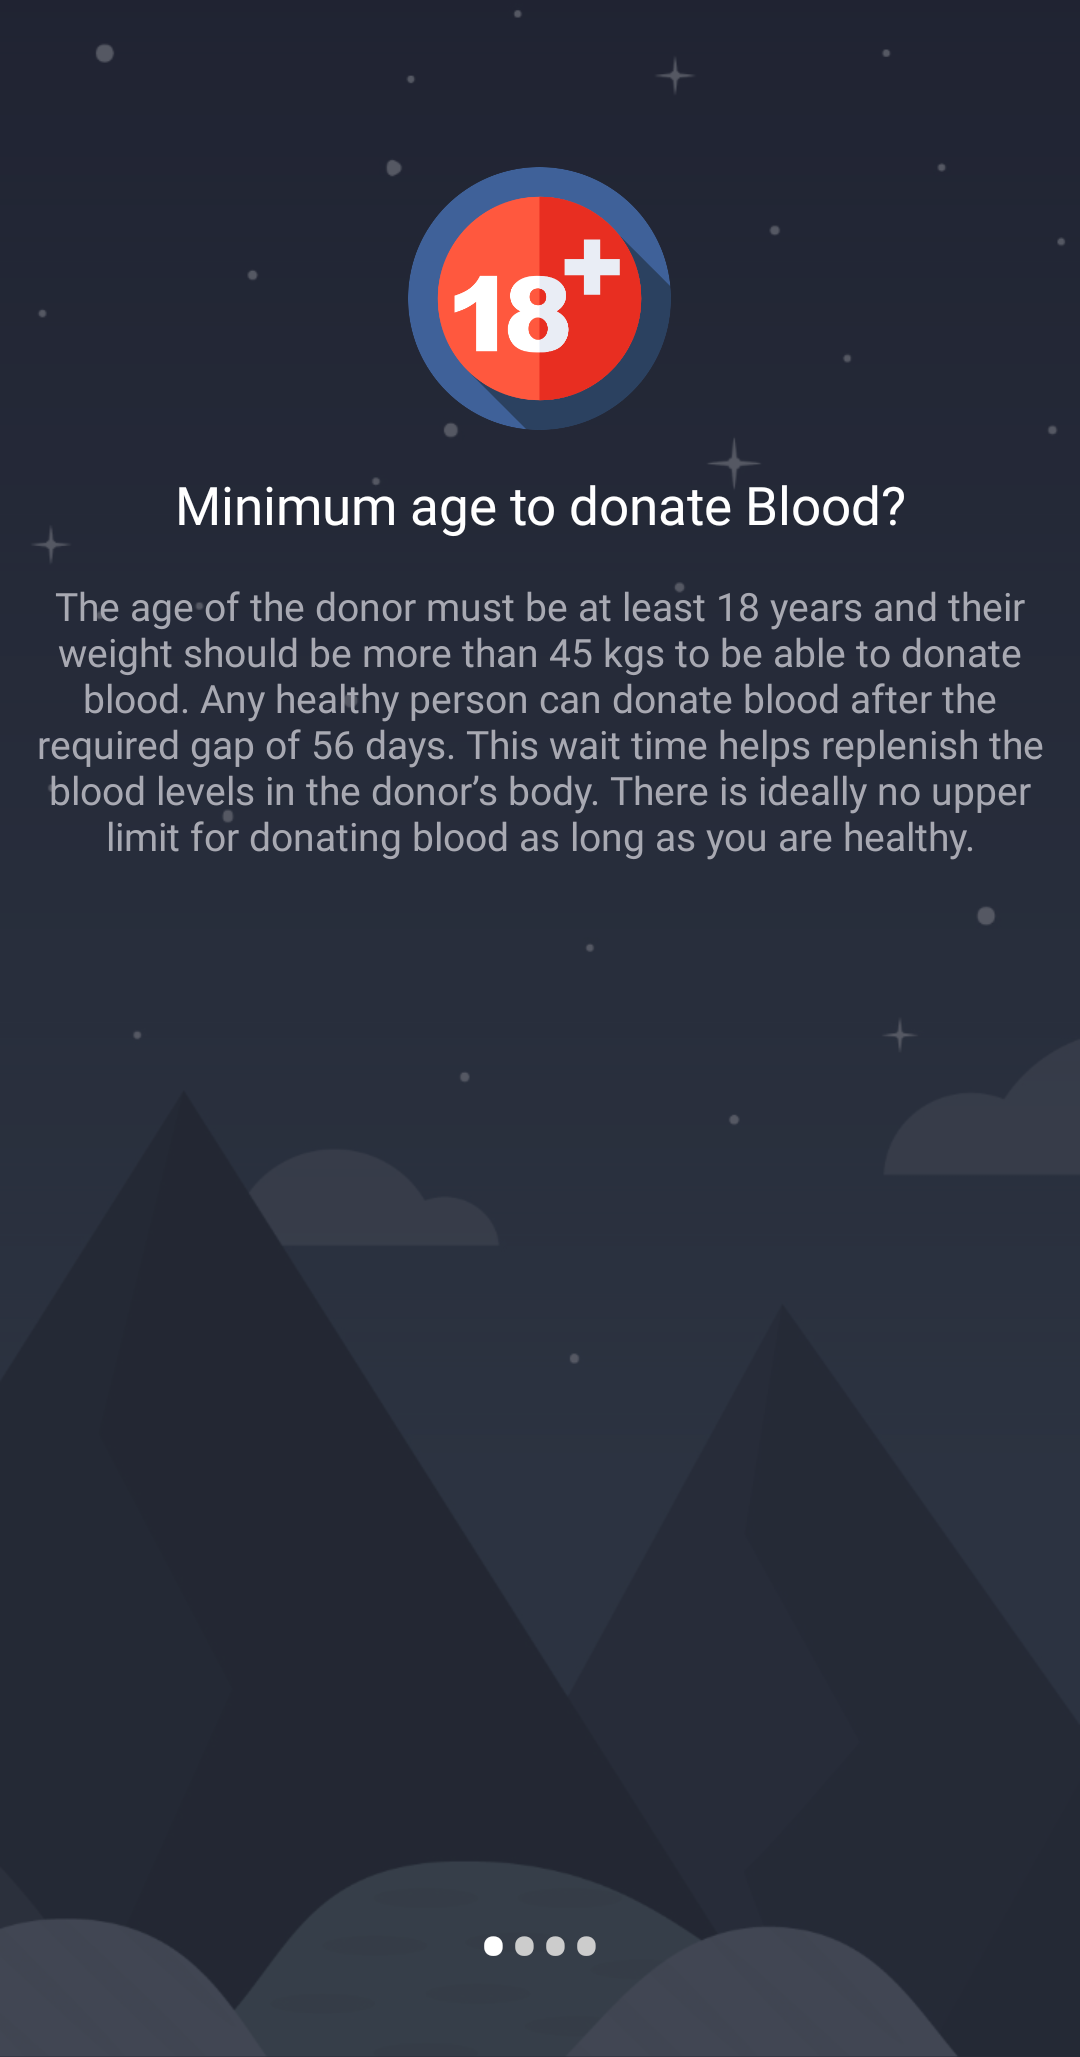 18+
Minimum age to donate Blood?
The age of the donor must be at least 18 years and their
weight should be more than 45 kgs to be able to donate
blood. Any healthy person can donate blood after the
required gap of 56 days. This wait time helps replenish the
blood levels in the donor’s body. There is ideally no upper
limit for donating blood as long as you are healthy.